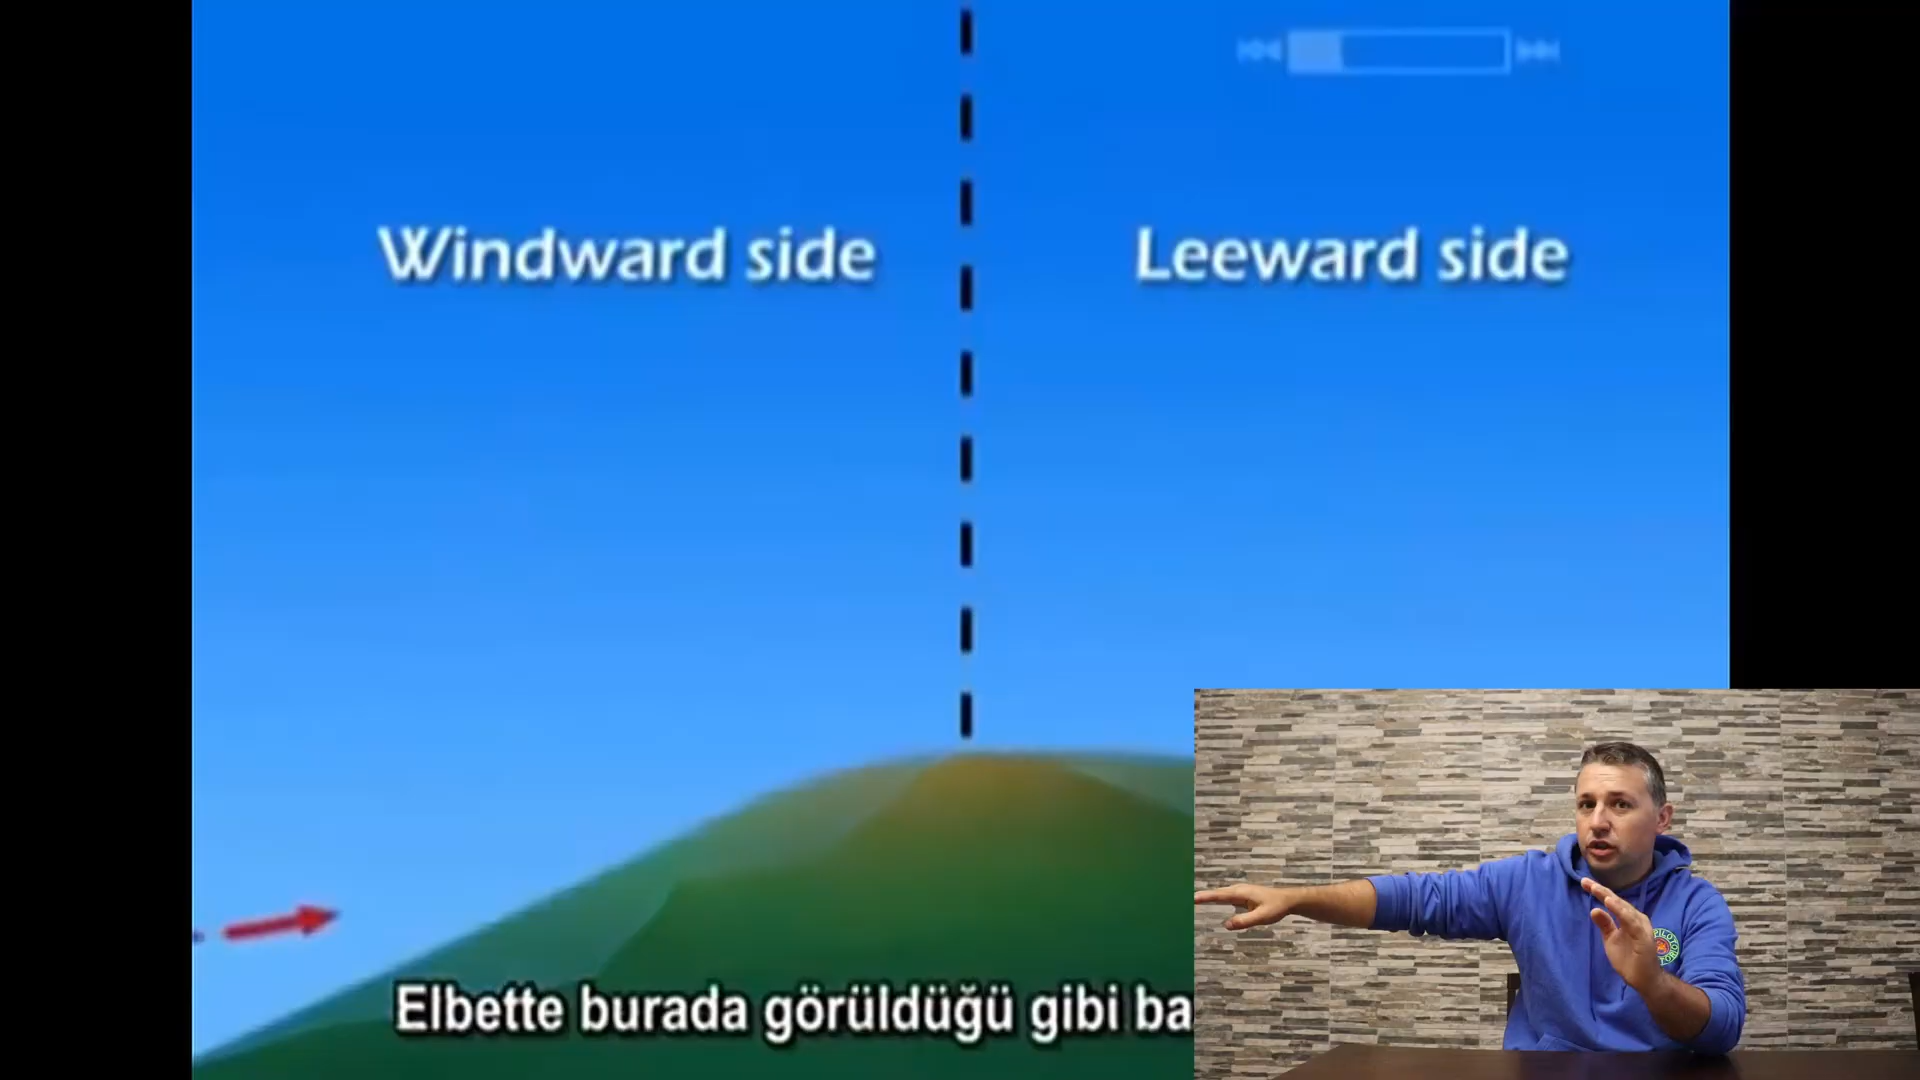 Windward side
Leeward side
Elbette burada görüldüğü gibi ba